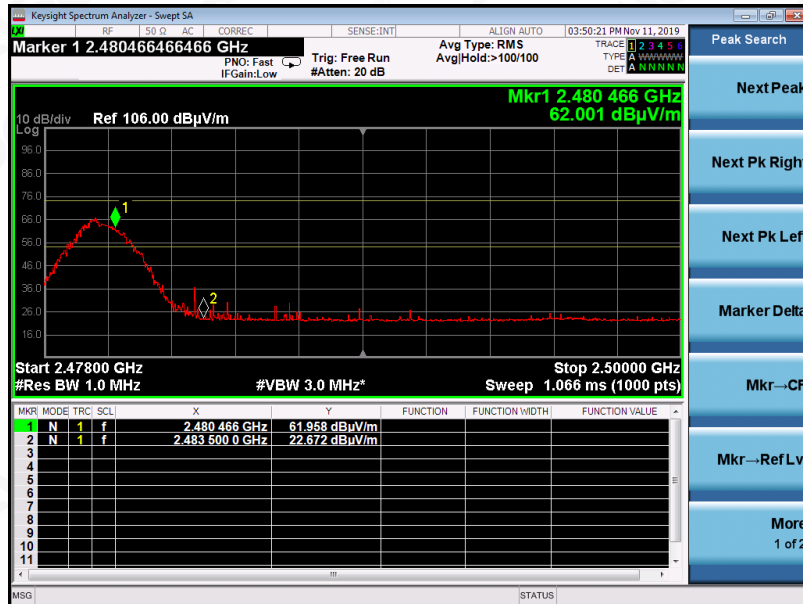 Keysight Spectrum Analyzer - Swept SA
LXI RF 50 Ω AC CORREC SENSE:INT ALIGN AUTO 03:50:21 PM Nov 11, 2019
Marker 1 2.480466466466 GHz
PNO: Fast
IFGain:Low
Trig: Free Run
#Atten: 20 dB
Avg Type: RMS
Avg|Hold:>100/100
TRACE 1 2 3 4 5 6
TYPE A WWWWW
DET A N N N N N
Peak Search
Mkr1 2.480 466 GHz
62.001 dBµV/m
10 dB/div Ref 106.00 dBµV/m
Log
96.0
86.0
76.0
66.0
56.0
46.0
36.0
26.0
16.0
1
2
Start 2.47800 GHz Stop 2.50000 GHz
#Res BW 1.0 MHz #VBW 3.0 MHz* Sweep 1.066 ms (1000 pts)
MKR MODE TRC SCL X Y FUNCTION FUNCTION WIDTH FUNCTION VALUE
1 N 1 f 2.480 466 GHz 61.958 dBµV/m
2 N 1 f 2.483 500 0 GHz 22.672 dBµV/m
3
4
5
6
7
8
9
10
11
Next Peak
Next Pk Righ
Next Pk Lef
Marker Delta
Mkr→CF
Mkr→Ref Lv
More
1 of 2
MSG STATUS